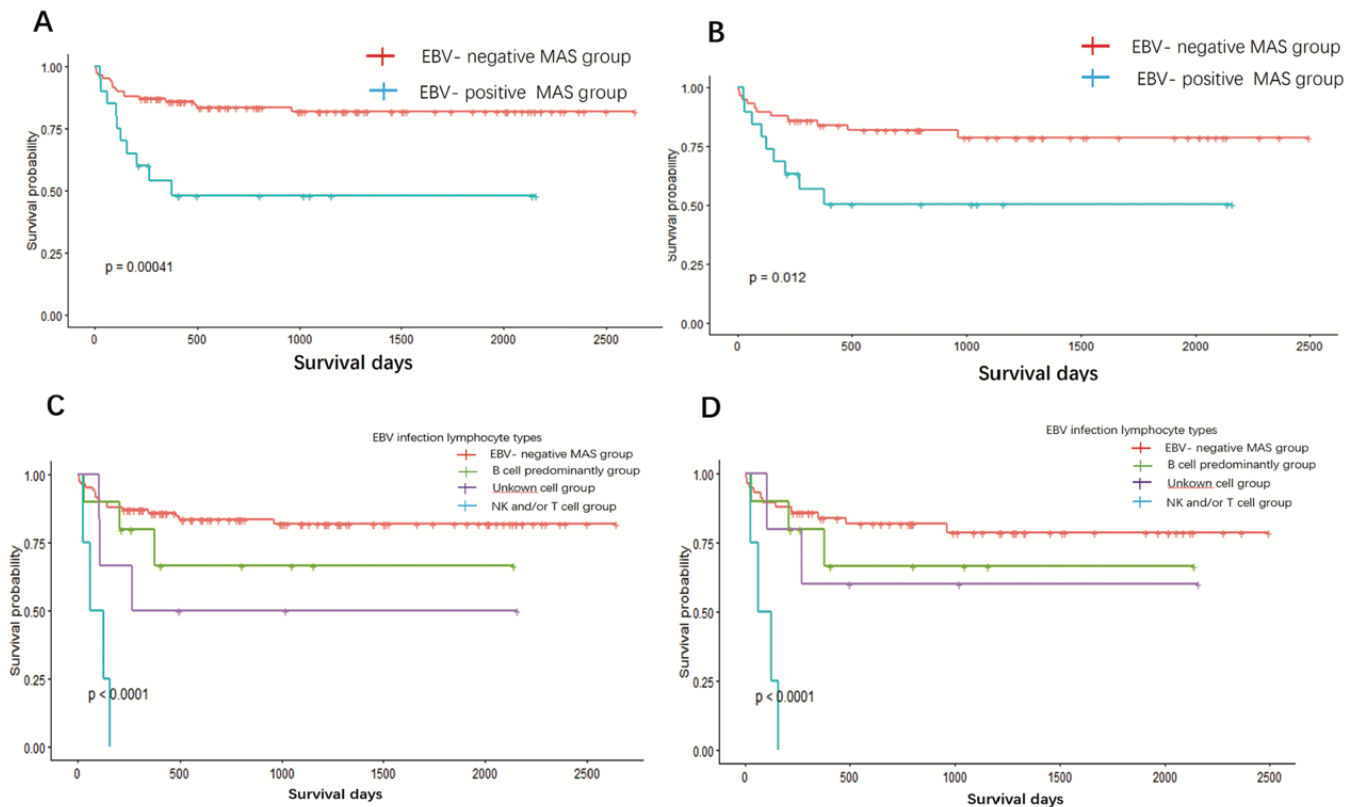 A
EBV- negative MAS group
EBV- positive MAS group
Survival probability
1.00
0.75
0.50
0.25
0.00
p = 0.00041
0 500 1000 1500 2000 2500
Survival days
B
EBV- negative MAS group
EBV- positive MAS group
Survival probability
1.00
0.75
0.50
0.25
0.00
p = 0.012
0 500 1000 1500 2000 2500
Survival days
C
EBV infection lymphocyte types
EBV- negative MAS group
B cell predominantly group
Unkown cell group
NK and/or T cell group
Survival probability
1.00
0.75
0.50
0.25
0.00
p < 0.0001
0 500 1000 1500 2000 2500
Survival days
D
EBV infection lymphocyte types
EBV- negative MAS group
B cell predominantly group
Unkown cell group
NK and/or T cell group
Survival probability
1.00
0.75
0.50
0.25
0.00
p < 0.0001
0 500 1000 1500 2000 2500
Survival days